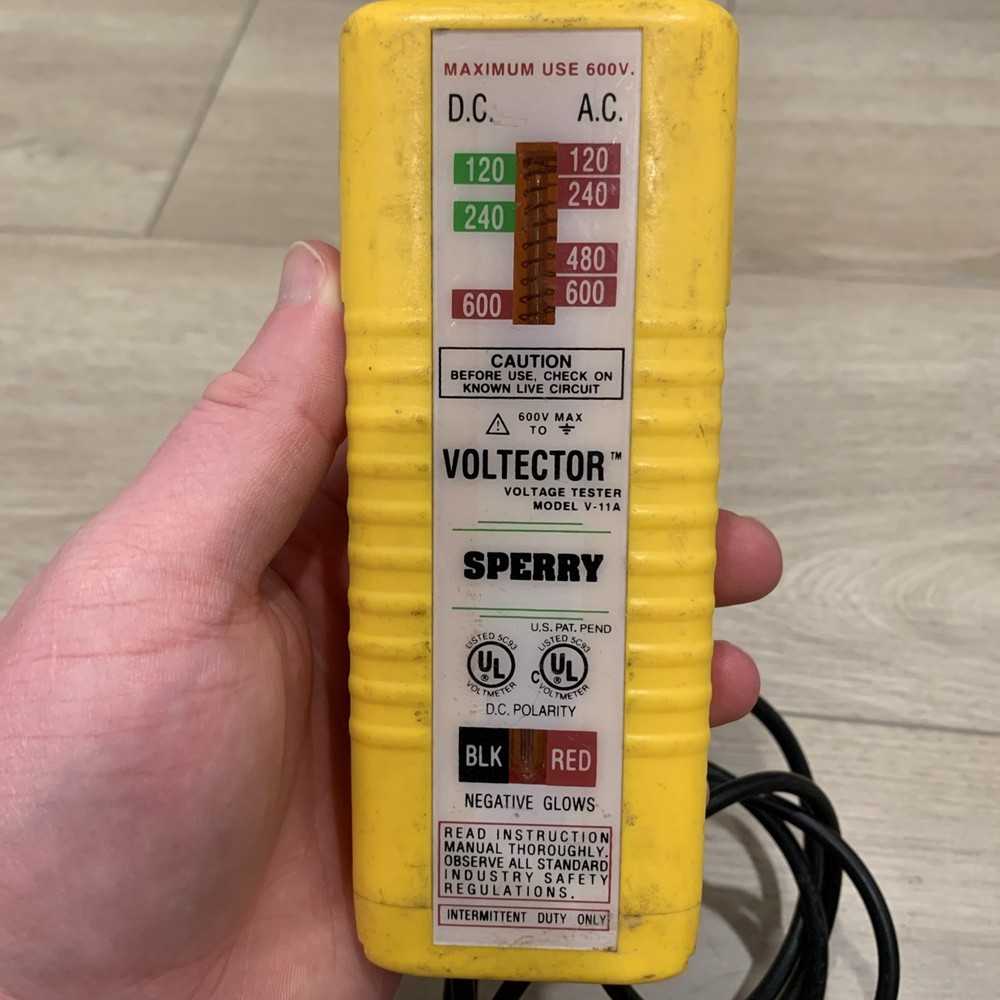 MAXIMUM USE 600V.
D.C. A.C.
120 120
240 240
480
600 600
CAUTION
BEFORE USE, CHECK ON
KNOWN LIVE CIRCUIT
600V MAX
TO
VOLTECTOR™
VOLTAGE TESTER
MODEL V-11A
SPERRY
U.S. PAT. PEND
LISTED 5C93 LISTED 5C93
UL® C UL®
VOLTMETER VOLTMETER
D.C. POLARITY
BLK RED
NEGATIVE GLOWS
READ INSTRUCTION
MANUAL THOROUGHLY.
OBSERVE ALL STANDARD
INDUSTRY SAFETY
REGULATIONS.
INTERMITTENT DUTY ONLY